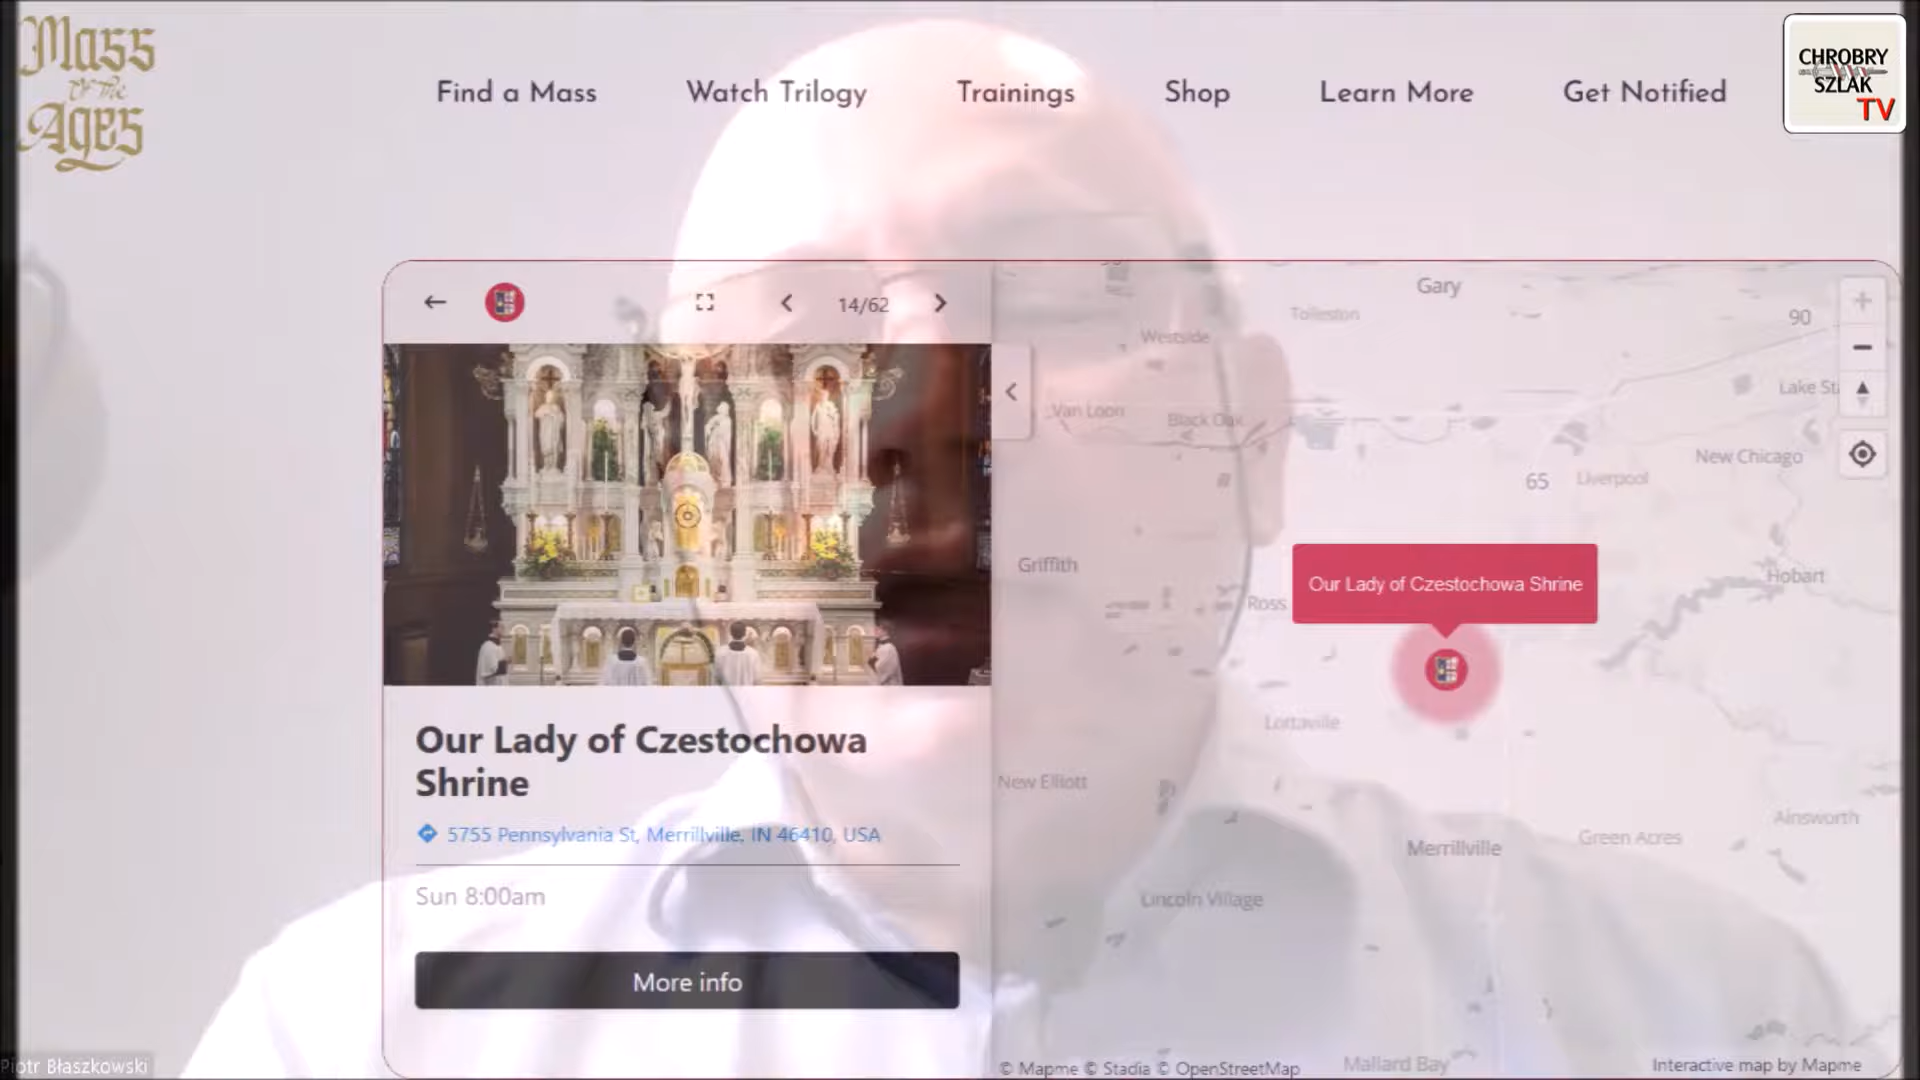 Mass
of the
Ages
Find a Mass
Watch Trilogy
Trainings
Shop
Learn More
Get Notified
CHROBRY
SZLAK
TV
14/62
Our Lady of Czestochowa
Shrine
5755 Pennsylvania St, Merrillville, IN 46410, USA
Sun 8:00am
More info
Gary
Tolleston
90
Westside
Lake St
Van Loon
Black Oak
New Chicago
65
Liverpool
Griffith
Hobart
Our Lady of Czestochowa Shrine
Ross
Lottaville
New Elliott
Ainsworth
Green Acres
Merrillville
Lincoln Village
Mallard Bay
© Mapme © Stadia © OpenStreetMap
Interactive map by Mapme
Piotr Błaszkowski